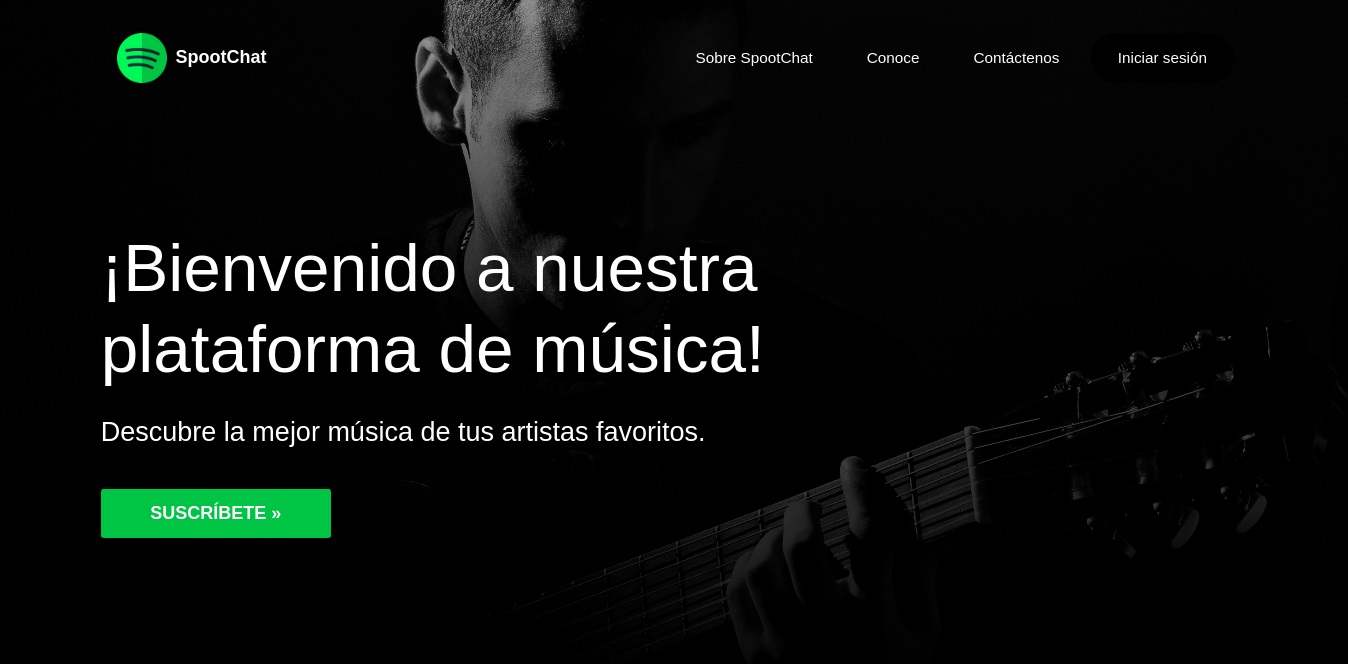 SpootChat
Sobre SpootChat
Conoce
Contáctenos
Iniciar sesión
¡Bienvenido a nuestra
plataforma de música!
Descubre la mejor música de tus artistas favoritos.
SUSCRÍBETE »